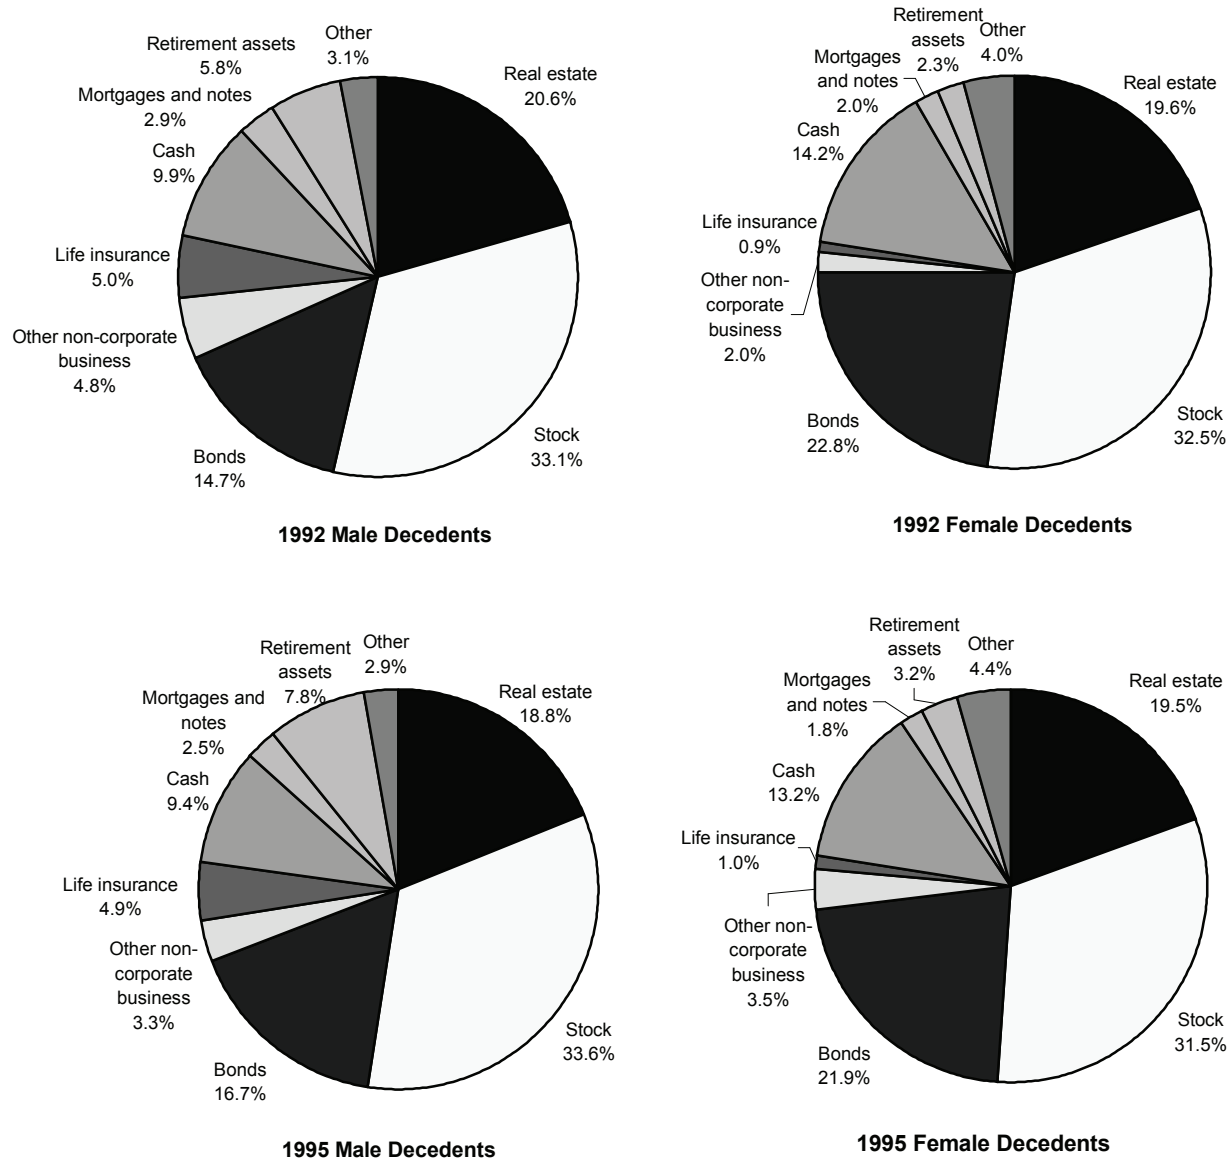 Other
3.1%
Retirement assets
5.8%
Real estate
20.6%
Mortgages and notes
2.9%
Cash
9.9%
Life insurance
5.0%
Other non-corporate
business
4.8%
Stock
33.1%
Bonds
14.7%
1992 Male Decedents
Retirement
assets
2.3%
Other
4.0%
Mortgages
and notes
2.0%
Real estate
19.6%
Cash
14.2%
Life insurance
0.9%
Other non-
corporate
business
2.0%
Stock
32.5%
Bonds
22.8%
1992 Female Decedents
Retirement
assets
7.8%
Other
2.9%
Real estate
18.8%
Mortgages and
notes
2.5%
Cash
9.4%
Life insurance
4.9%
Other non-
corporate
business
3.3%
Stock
33.6%
Bonds
16.7%
1995 Male Decedents
Retirement
assets
3.2%
Other
4.4%
Mortgages
and notes
1.8%
Real estate
19.5%
Cash
13.2%
Life insurance
1.0%
Other non-
corporate
business
3.5%
Stock
31.5%
Bonds
21.9%
1995 Female Decedents